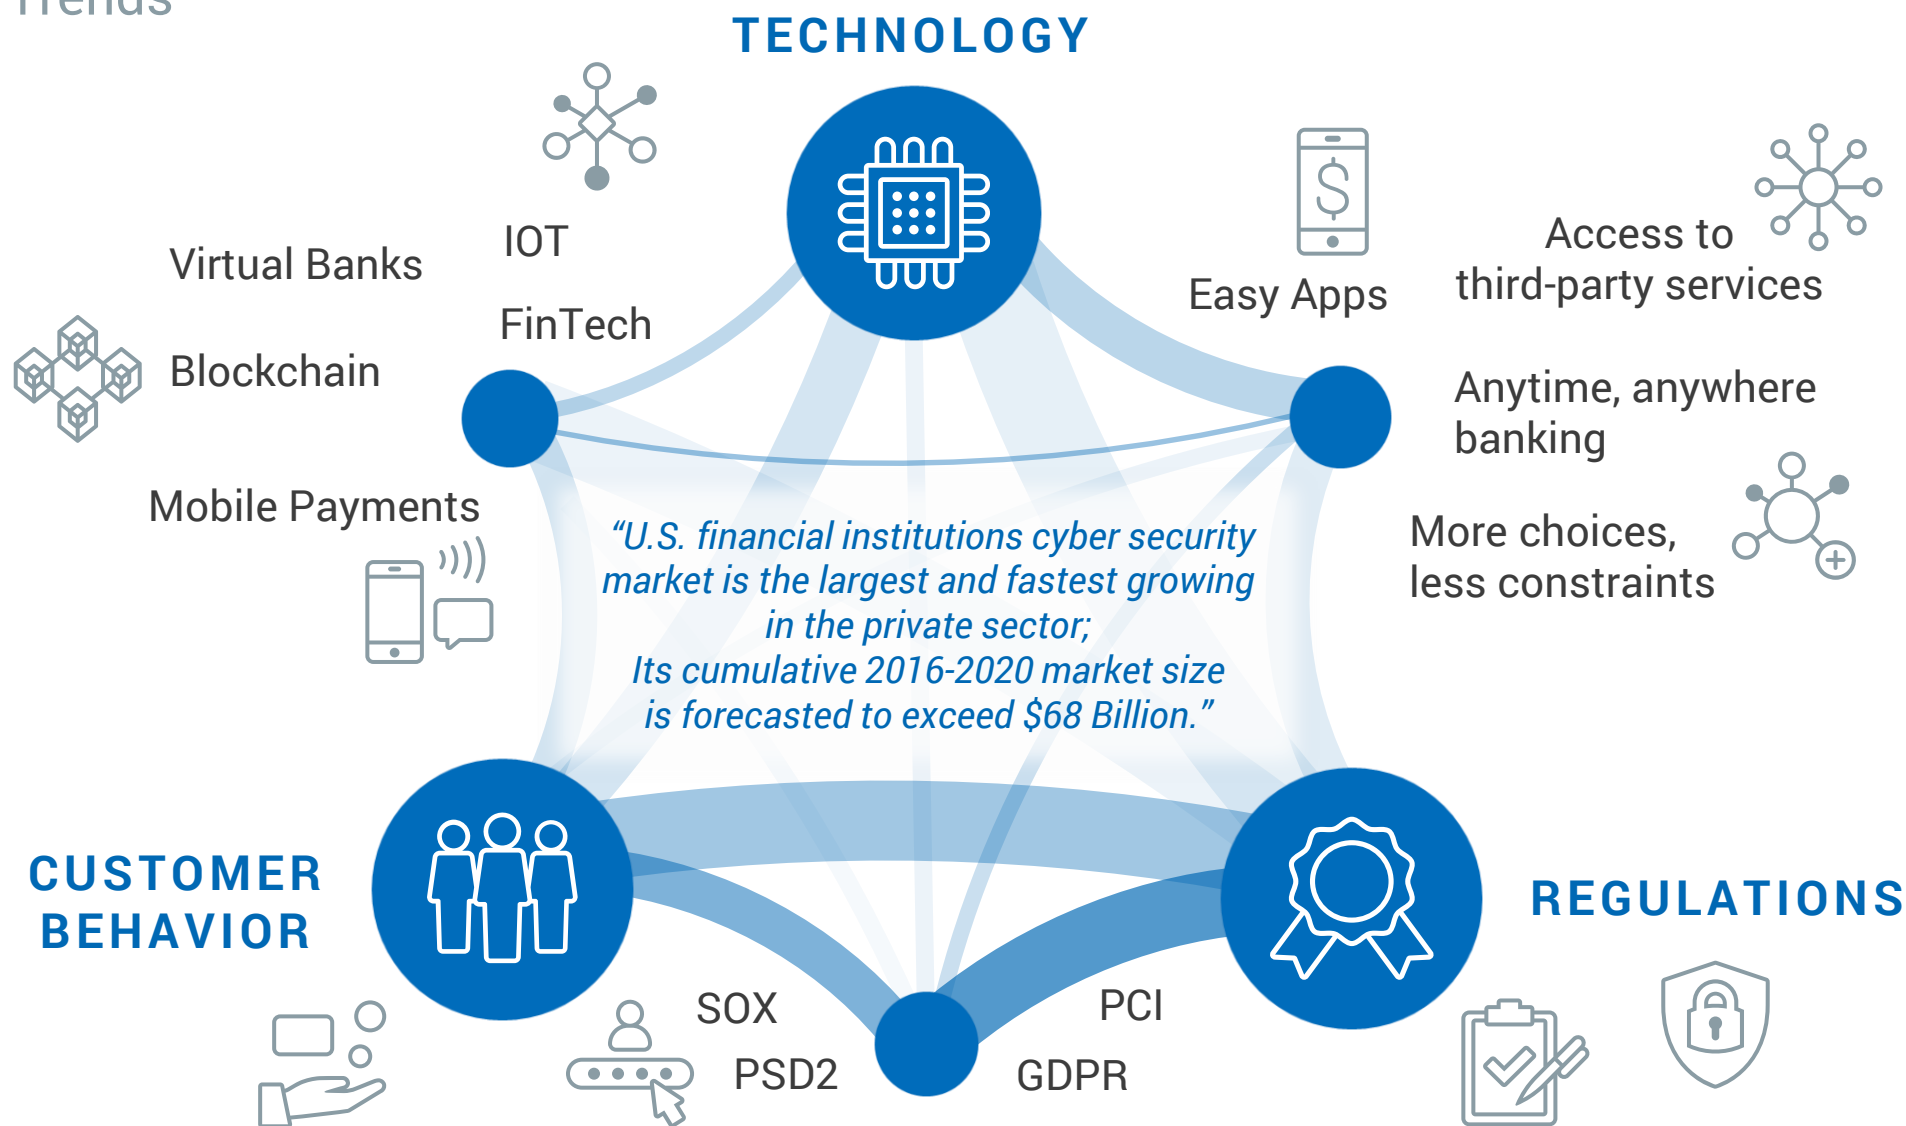 Trends
TECHNOLOGY
IOT
Virtual Banks
FinTech
Blockchain
Mobile Payments
Easy Apps
Access to
third-party services
Anytime, anywhere
banking
More choices,
less constraints
“U.S. financial institutions cyber security
market is the largest and fastest growing
in the private sector;
Its cumulative 2016-2020 market size
is forecasted to exceed $68 Billion.”
CUSTOMER
BEHAVIOR
REGULATIONS
SOX
PSD2
PCI
GDPR